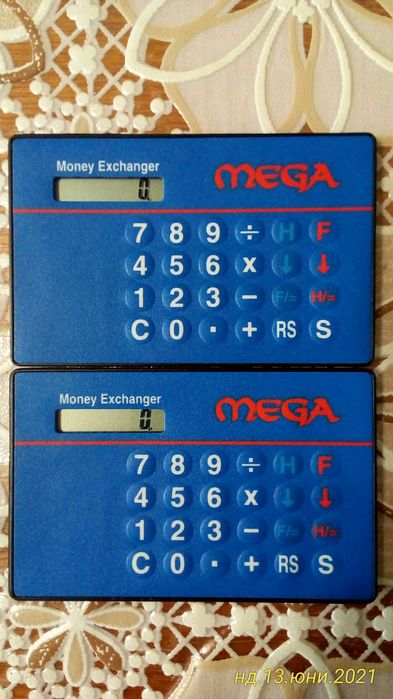 Money Exchanger
MEGA
0.
7 8 9 ÷ H F
4 5 6 x ↓ ↓
1 2 3 − F/= H/=
C 0 . + RS S
Money Exchanger
MEGA
0.
7 8 9 ÷ H F
4 5 6 x ↓ ↓
1 2 3 − F/= H/=
C 0 . + RS S
нд.13.юни.2021